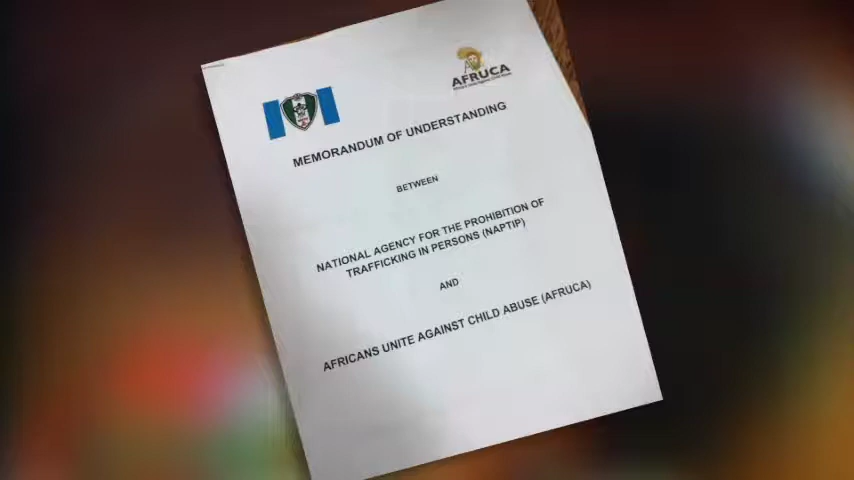 AFRUCA
MEMORANDUM OF UNDERSTANDING
BETWEEN
NATIONAL AGENCY FOR THE PROHIBITION OF
TRAFFICKING IN PERSONS (NAPTIP)
AND
AFRICANS UNITE AGAINST CHILD ABUSE (AFRUCA)